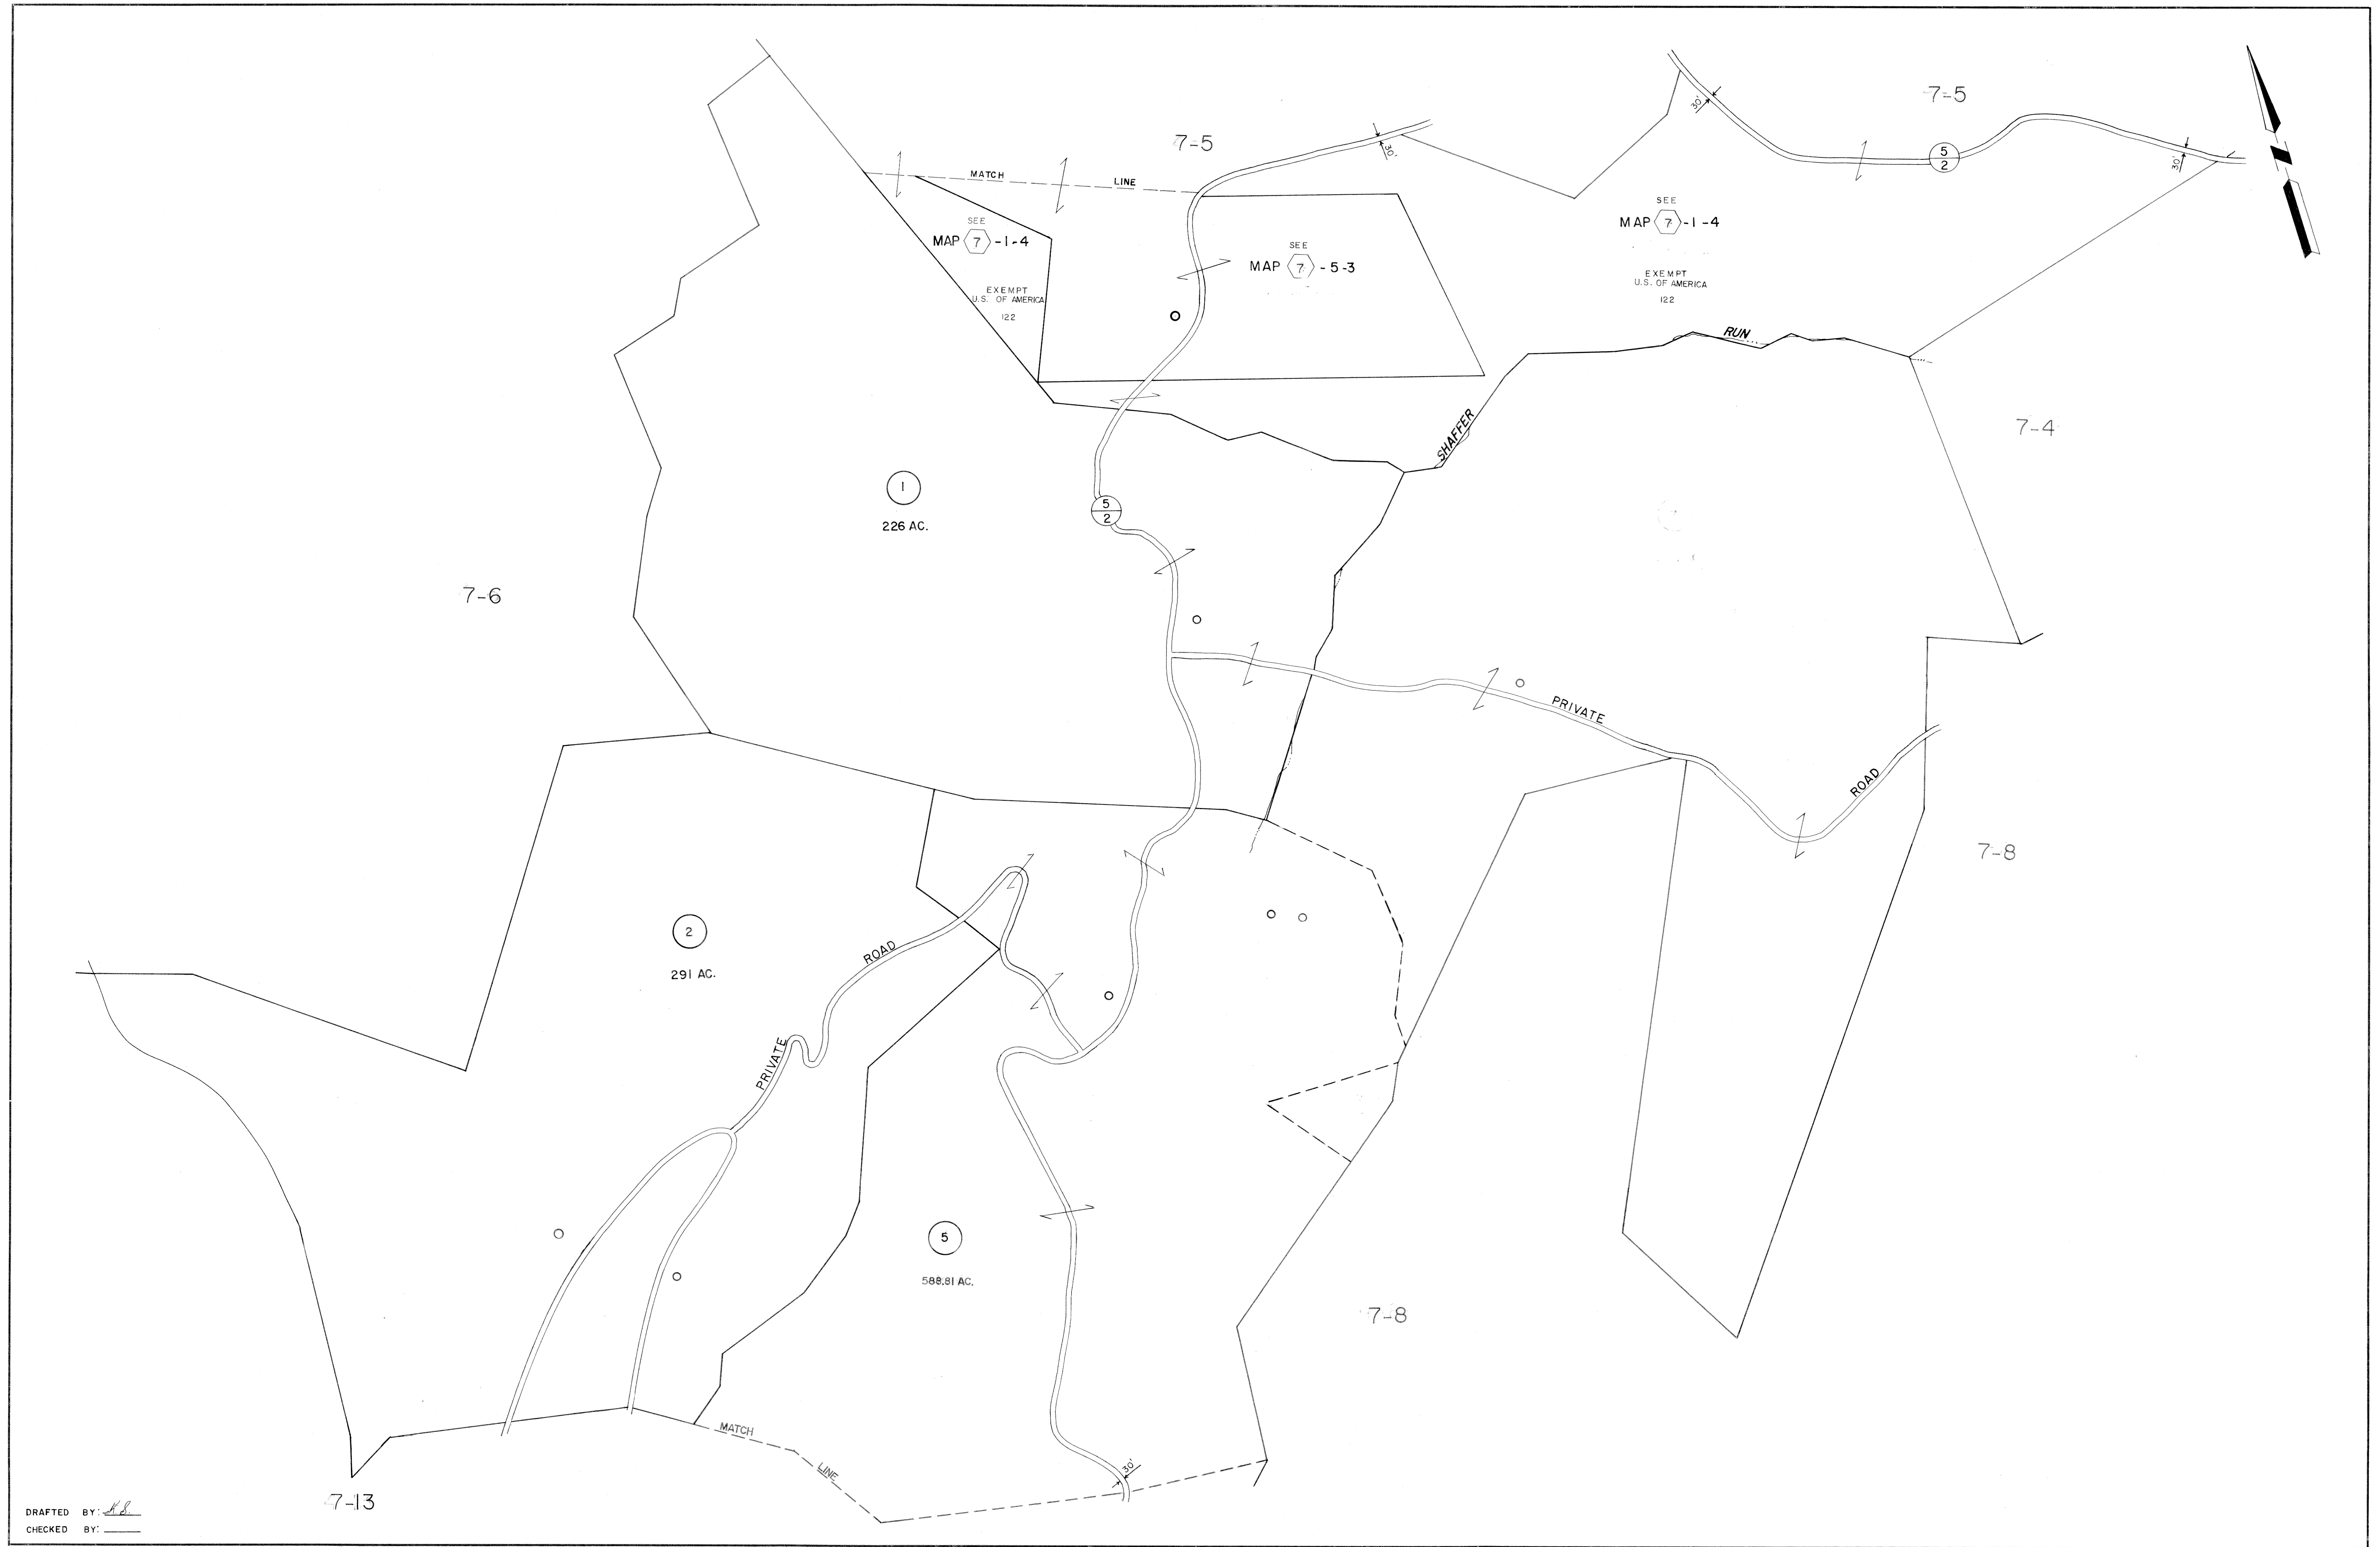 7-5
30'
7-5
5
2
30'
30'
MATCH LINE
SEE
MAP 7 -1-4
EXEMPT
U.S. OF AMERICA
122
SEE
MAP 7 -5-3
SEE
MAP 7 -1-4
EXEMPT
U.S. OF AMERICA
122
SHAFFER RUN
7-4
1
226 AC.
5
2
7-6
PRIVATE ROAD
7-8
2
291 AC.
PRIVATE ROAD
5
588.81 AC.
7-8
MATCH LINE
30'
7-13
DRAFTED BY: K.S.
CHECKED BY: